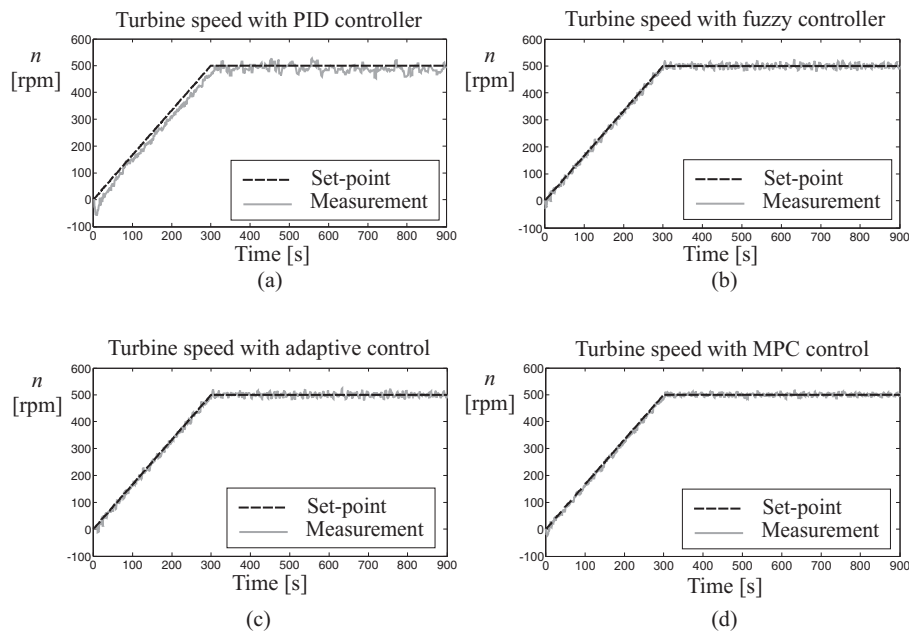 Turbine speed with PID controller
n
[rpm]
600
500
400
300
200
100
0
-100
Set-point
Measurement
0 100 200 300 400 500 600 700 800 900
Time [s]
(a)
Turbine speed with fuzzy controller
n
[rpm]
600
500
400
300
200
100
0
-100
Set-point
Measurement
0 100 200 300 400 500 600 700 800 900
Time [s]
(b)
Turbine speed with adaptive control
n
[rpm]
600
500
400
300
200
100
0
-100
Set-point
Measurement
0 100 200 300 400 500 600 700 800 900
Time [s]
(c)
Turbine speed with MPC control
n
[rpm]
600
500
400
300
200
100
0
-100
Set-point
Measurement
0 100 200 300 400 500 600 700 800 900
Time [s]
(d)